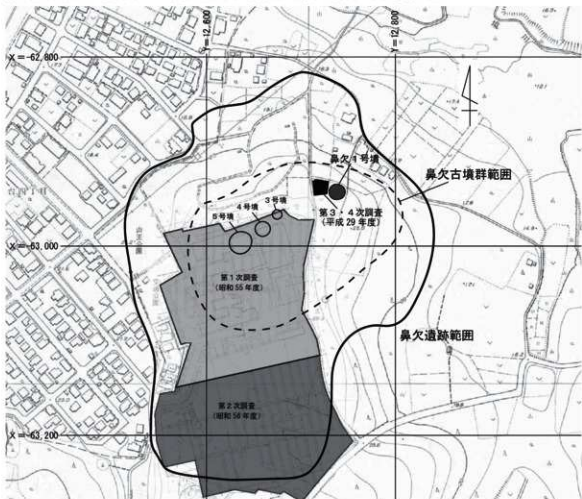 Y=-12,800
Y=-12,800
X=-62,800
鼻欠1号墳
鼻欠古墳群範囲
3号墳
4号墳
5号墳
第3・4次調査
(平成29年度)
X=-63,000
第1次調査
(昭和55年度)
鼻欠遺跡範囲
第2次調査
(昭和56年度)
X=-63,200